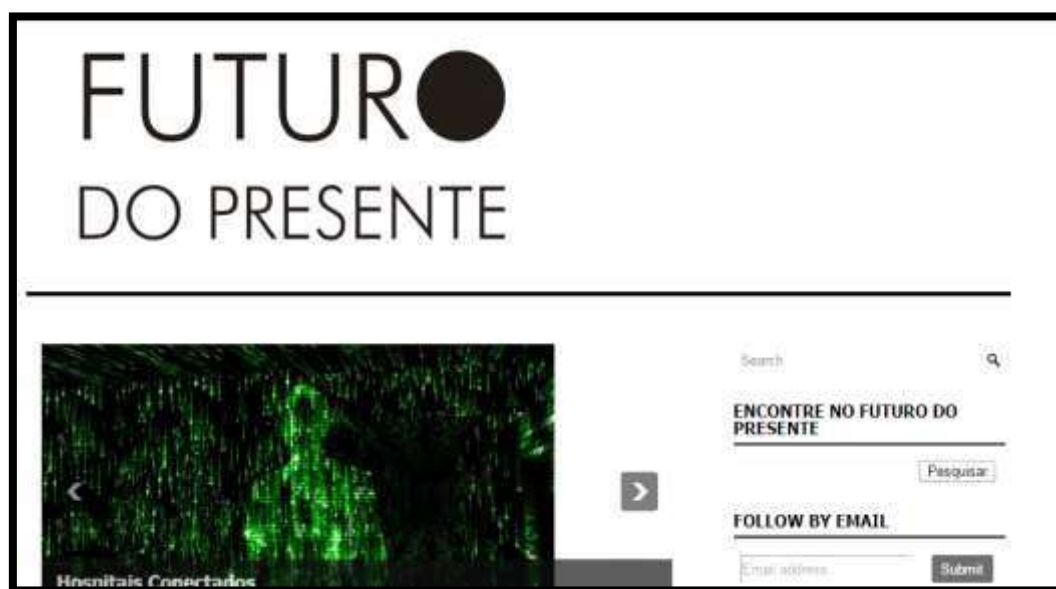 FUTURO
DO PRESENTE
Search
ENCONTRE NO FUTURO DO
PRESENTE
Pesquisar
FOLLOW BY EMAIL
Email address...
Submit
Hospitais Conectados